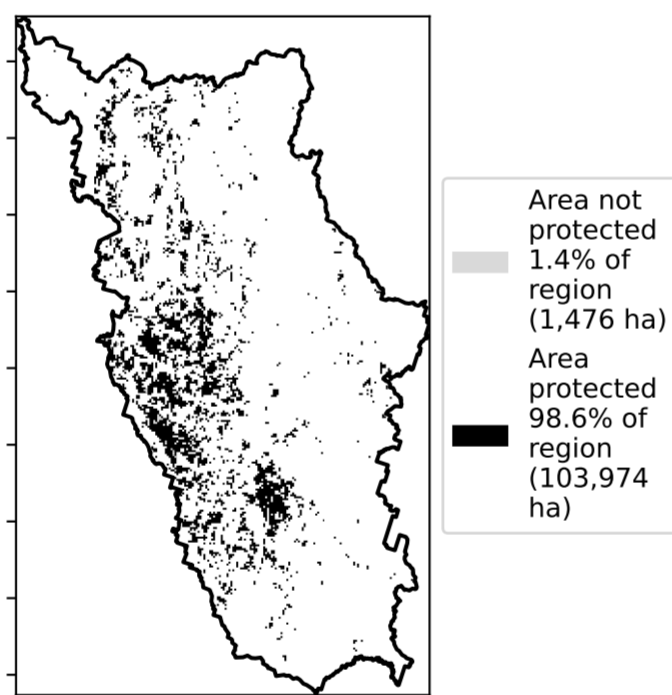 Area not
protected
1.4% of
region
(1,476 ha)
Area
protected
98.6% of
region
(103,974
ha)